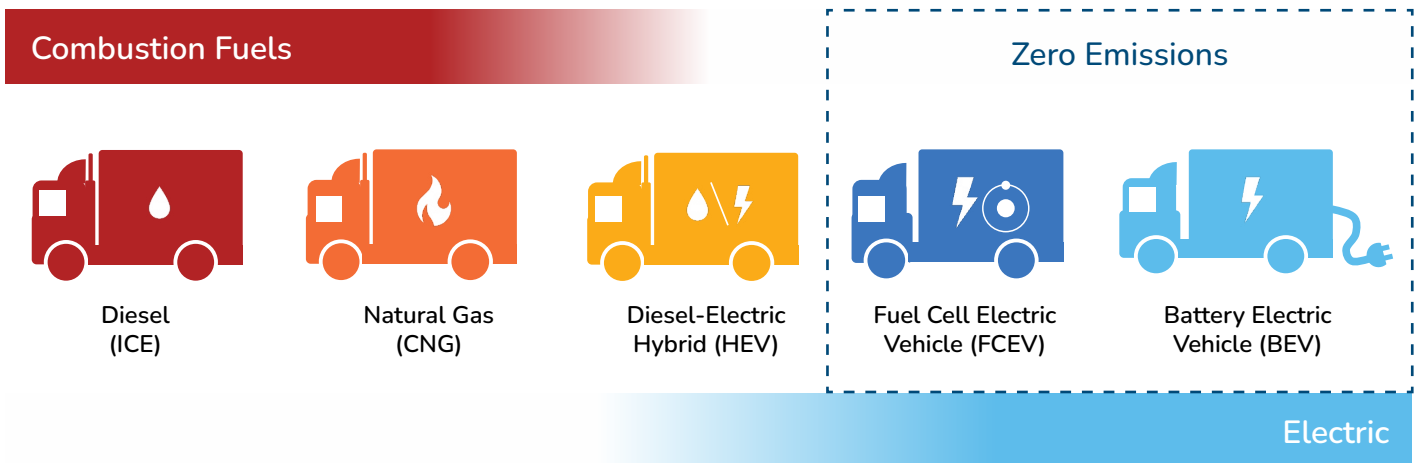 Combustion Fuels
Zero Emissions
Diesel
(ICE)
Natural Gas
(CNG)
Diesel-Electric
Hybrid (HEV)
Fuel Cell Electric
Vehicle (FCEV)
Battery Electric
Vehicle (BEV)
Electric